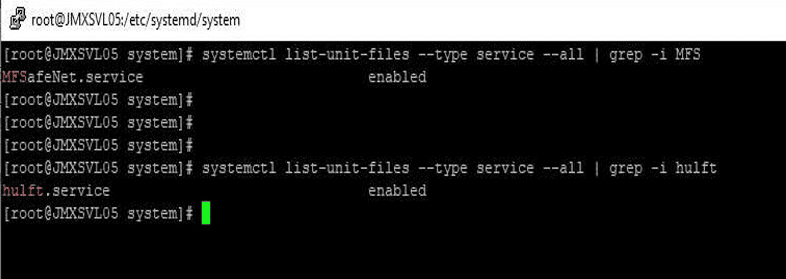 root@JMXSVL05:/etc/systemd/system
[root@JMXSVL05 system]# systemctl list-unit-files --type service --all | grep -i MFS
MFSafeNet.service                             enabled
[root@JMXSVL05 system]#
[root@JMXSVL05 system]#
[root@JMXSVL05 system]#
[root@JMXSVL05 system]# systemctl list-unit-files --type service --all | grep -i hulft
hulft.service                                 enabled
[root@JMXSVL05 system]#